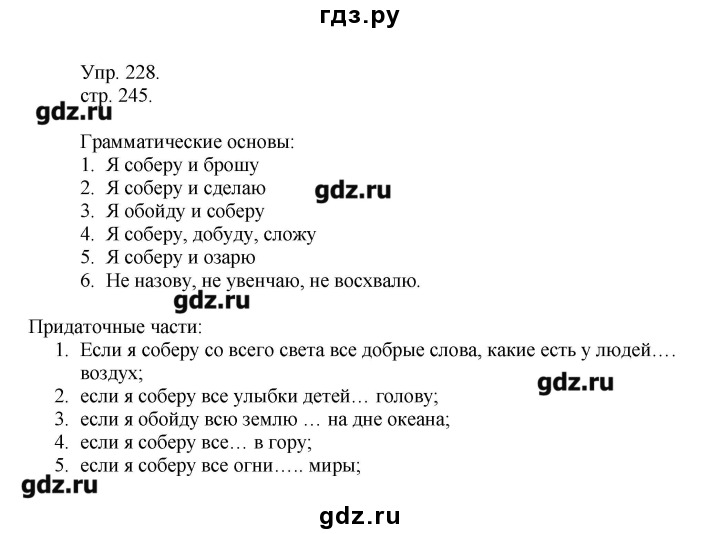 гдз.ру
Упр. 228.
стр. 245.
gdz.ru
Грамматические основы:
1. Я соберу и брошу
2. Я соберу и сделаю
gdz.ru
3. Я обойду и соберу
4. Я соберу, добуду, сложу
5. Я соберу и озарю
6. Не назову, не увенчаю, не восхвалю.
gdz.ru
Придаточные части:
1. Если я соберу со всего света все добрые слова, какие есть у людей….
воздух;
gdz.ru
2. если я соберу все улыбки детей… голову;
3. если я обойду всю землю … на дне океана;
4. если я соберу все… в гору;
5. если я соберу все огни….. миры;
gdz.ru
gdz.ru